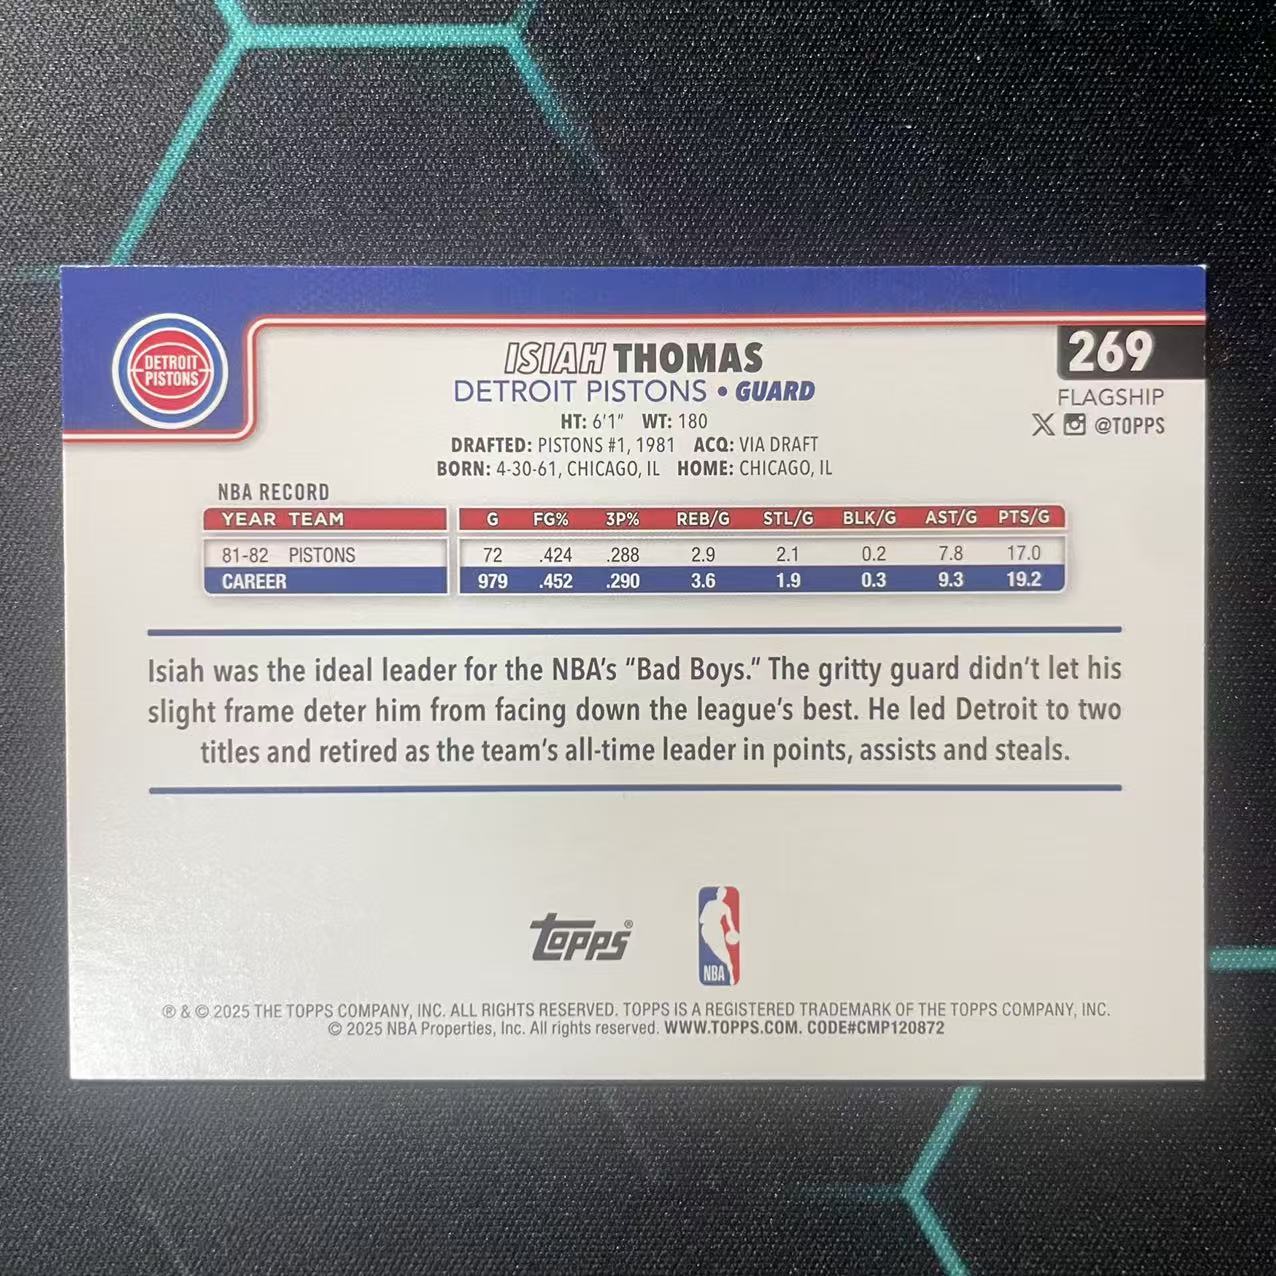 DETROIT
PISTONS
ISIAH THOMAS
DETROIT PISTONS • GUARD
HT: 6'1" WT: 180
DRAFTED: PISTONS #1, 1981 ACQ: VIA DRAFT
BORN: 4-30-61, CHICAGO, IL HOME: CHICAGO, IL
269
FLAGSHIP
@TOPPS
NBA RECORD
YEAR TEAM G FG% 3P% REB/G STL/G BLK/G AST/G PTS/G
81-82 PISTONS 72 .424 .288 2.9 2.1 0.2 7.8 17.0
CAREER 979 .452 .290 3.6 1.9 0.3 9.3 19.2
Isiah was the ideal leader for the NBA's "Bad Boys." The gritty guard didn't let his
slight frame deter him from facing down the league's best. He led Detroit to two
titles and retired as the team's all-time leader in points, assists and steals.
Topps®
NBA
® & © 2025 THE TOPPS COMPANY, INC. ALL RIGHTS RESERVED. TOPPS IS A REGISTERED TRADEMARK OF THE TOPPS COMPANY, INC.
© 2025 NBA Properties, Inc. All rights reserved. WWW.TOPPS.COM. CODE#CMP120872